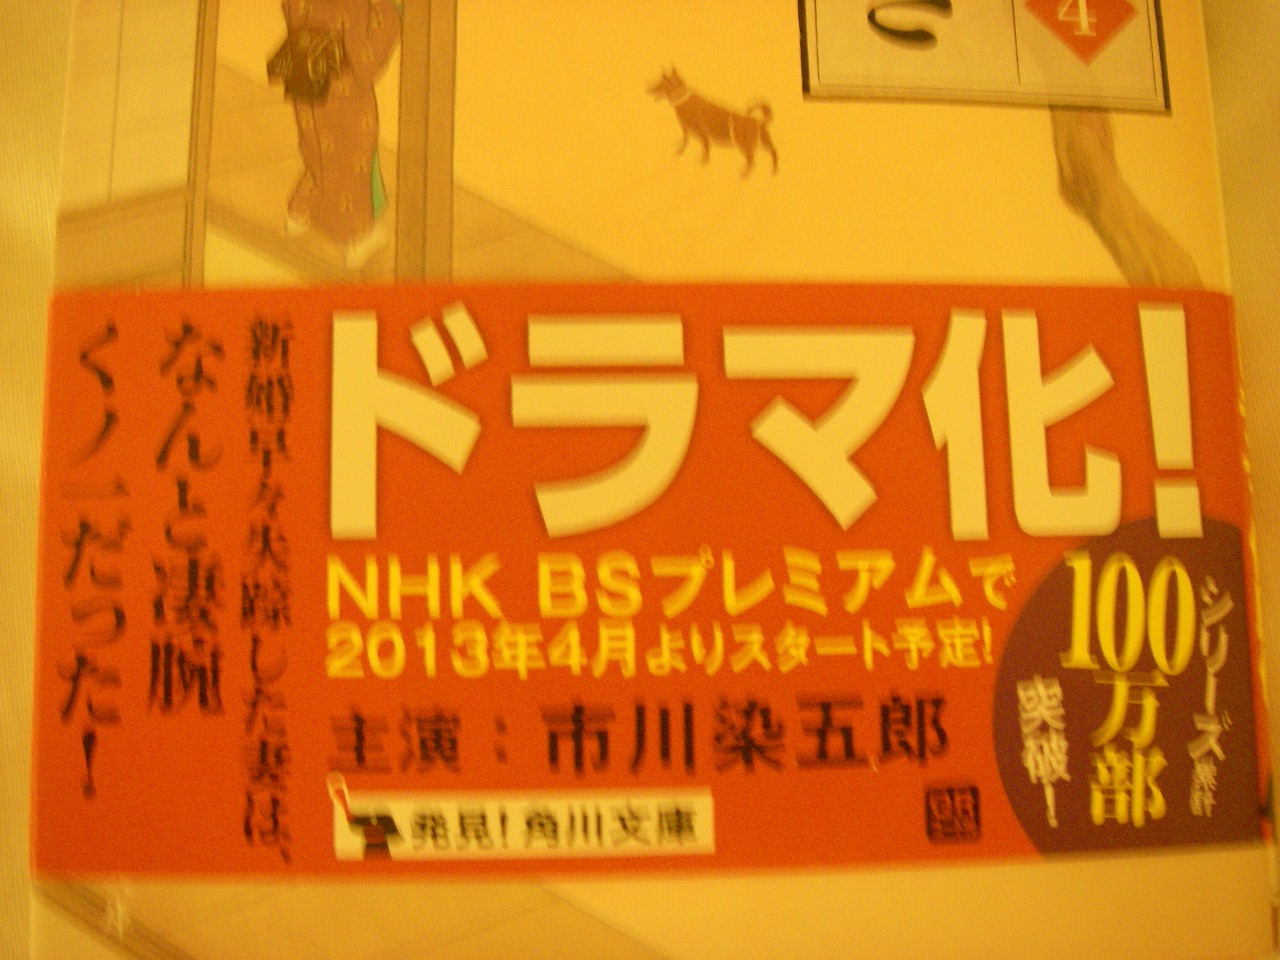 4
ドラマ化!
NHK BSプレミアムで
2013年4月よりスタート予定!
主演：市川染五郎
発見!角川文庫
新婚早々失踪した妻は、
なんと凄腕
くノ一だった!
シリーズ累計
100万部
突破!